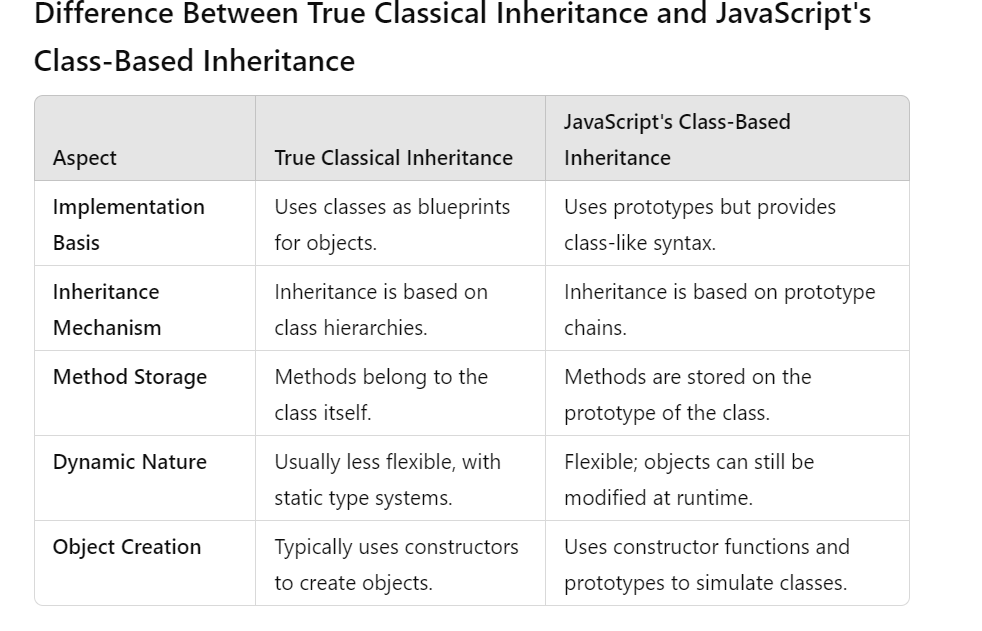 Difference Between True Classical Inheritance and JavaScript's
Class-Based Inheritance
Aspect
True Classical Inheritance
JavaScript's Class-Based
Inheritance
Implementation
Basis
Uses classes as blueprints
for objects.
Uses prototypes but provides
class-like syntax.
Inheritance
Mechanism
Inheritance is based on
class hierarchies.
Inheritance is based on prototype
chains.
Method Storage
Methods belong to the
class itself.
Methods are stored on the
prototype of the class.
Dynamic Nature
Usually less flexible, with
static type systems.
Flexible; objects can still be
modified at runtime.
Object Creation
Typically uses constructors
to create objects.
Uses constructor functions and
prototypes to simulate classes.